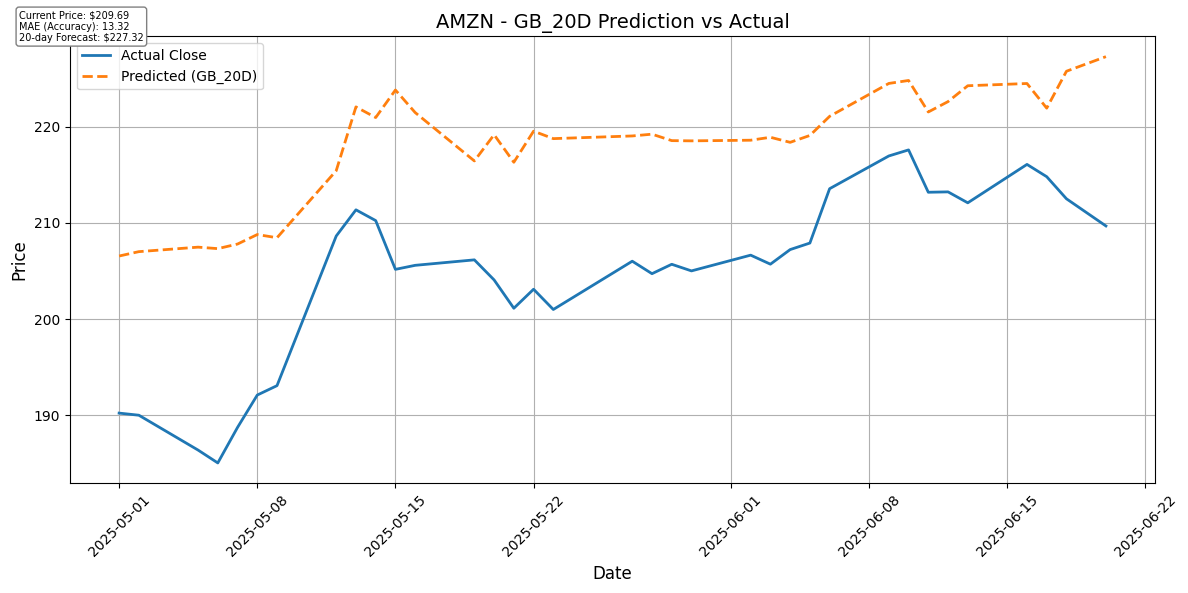 AMZN - GB_20D Prediction vs Actual
Current Price: $209.69
MAE (Accuracy): 13.32
20-day Forecast: $227.32
Actual Close
Predicted (GB_20D)
Price
220
210
200
190
2025-05-01
2025-05-08
2025-05-15
2025-05-22
2025-06-01
2025-06-08
2025-06-15
2025-06-22
Date